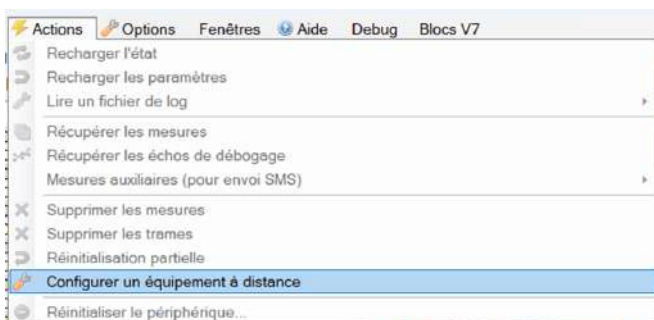 Actions Options Fenêtres Aide Debug Blocs V7
Recharger l'état
Recharger les paramètres
Lire un fichier de log
Récupérer les mesures
Récupérer les échos de débogage
Mesures auxiliaires (pour envoi SMS)
Supprimer les mesures
Supprimer les trames
Réinitialisation partielle
Configurer un équipement à distance
Réinitialiser le périphérique...